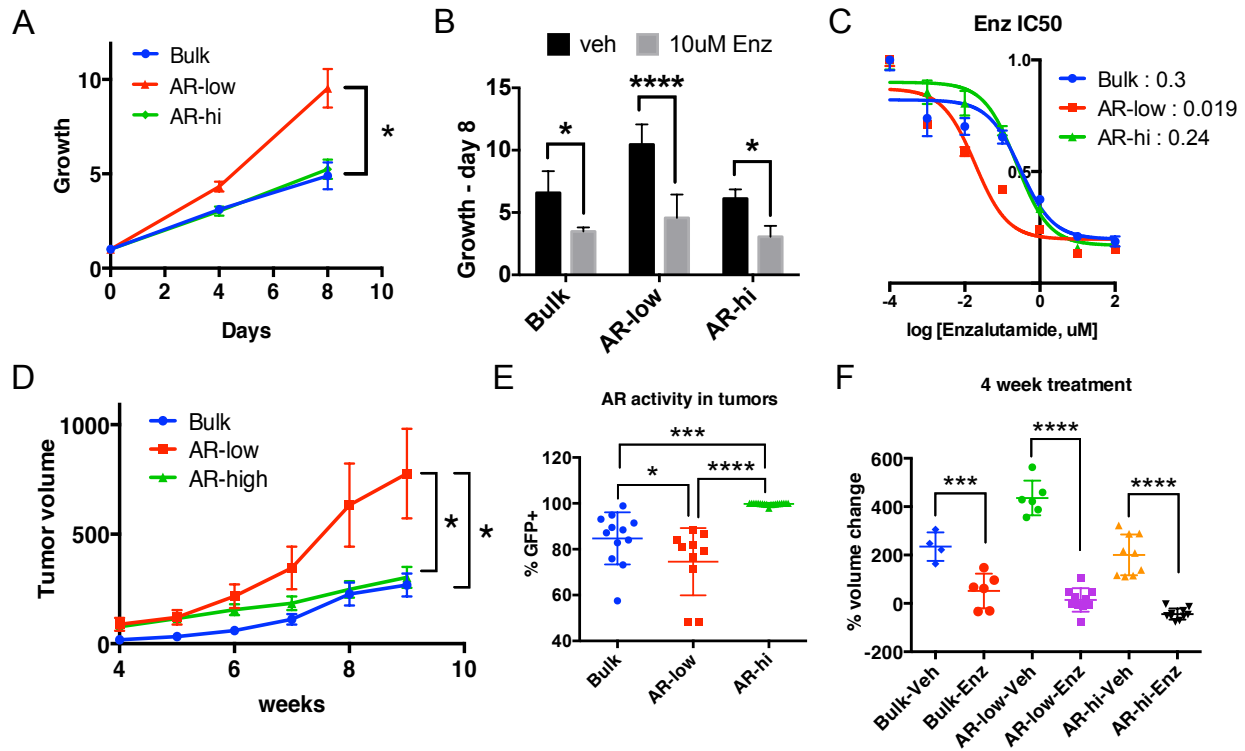 A
Bulk
AR-low
AR-hi
*
Growth
10
5
0
0 2 4 6 8 10
Days
B
veh 10uM Enz
Growth - day 8
15
10
5
0
*
****
*
Bulk
AR-low
AR-hi
C
Enz IC50
1.0
0.5
Bulk : 0.3
AR-low : 0.019
AR-hi : 0.24
-4 -2 0 2
log [Enzalutamide, uM]
D
Bulk
AR-low
AR-high
* *
Tumor volume
1000
500
0
4 6 8 10
weeks
E
AR activity in tumors
***
* ****
% GFP+
120
100
80
60
40
Bulk
AR-low
AR-hi
F
4 week treatment
****
*** ****
% volume change
600
400
200
0
-200
Bulk-Veh
Bulk-Enz
AR-low-Veh
AR-low-Enz
AR-hi-Veh
AR-hi-Enz